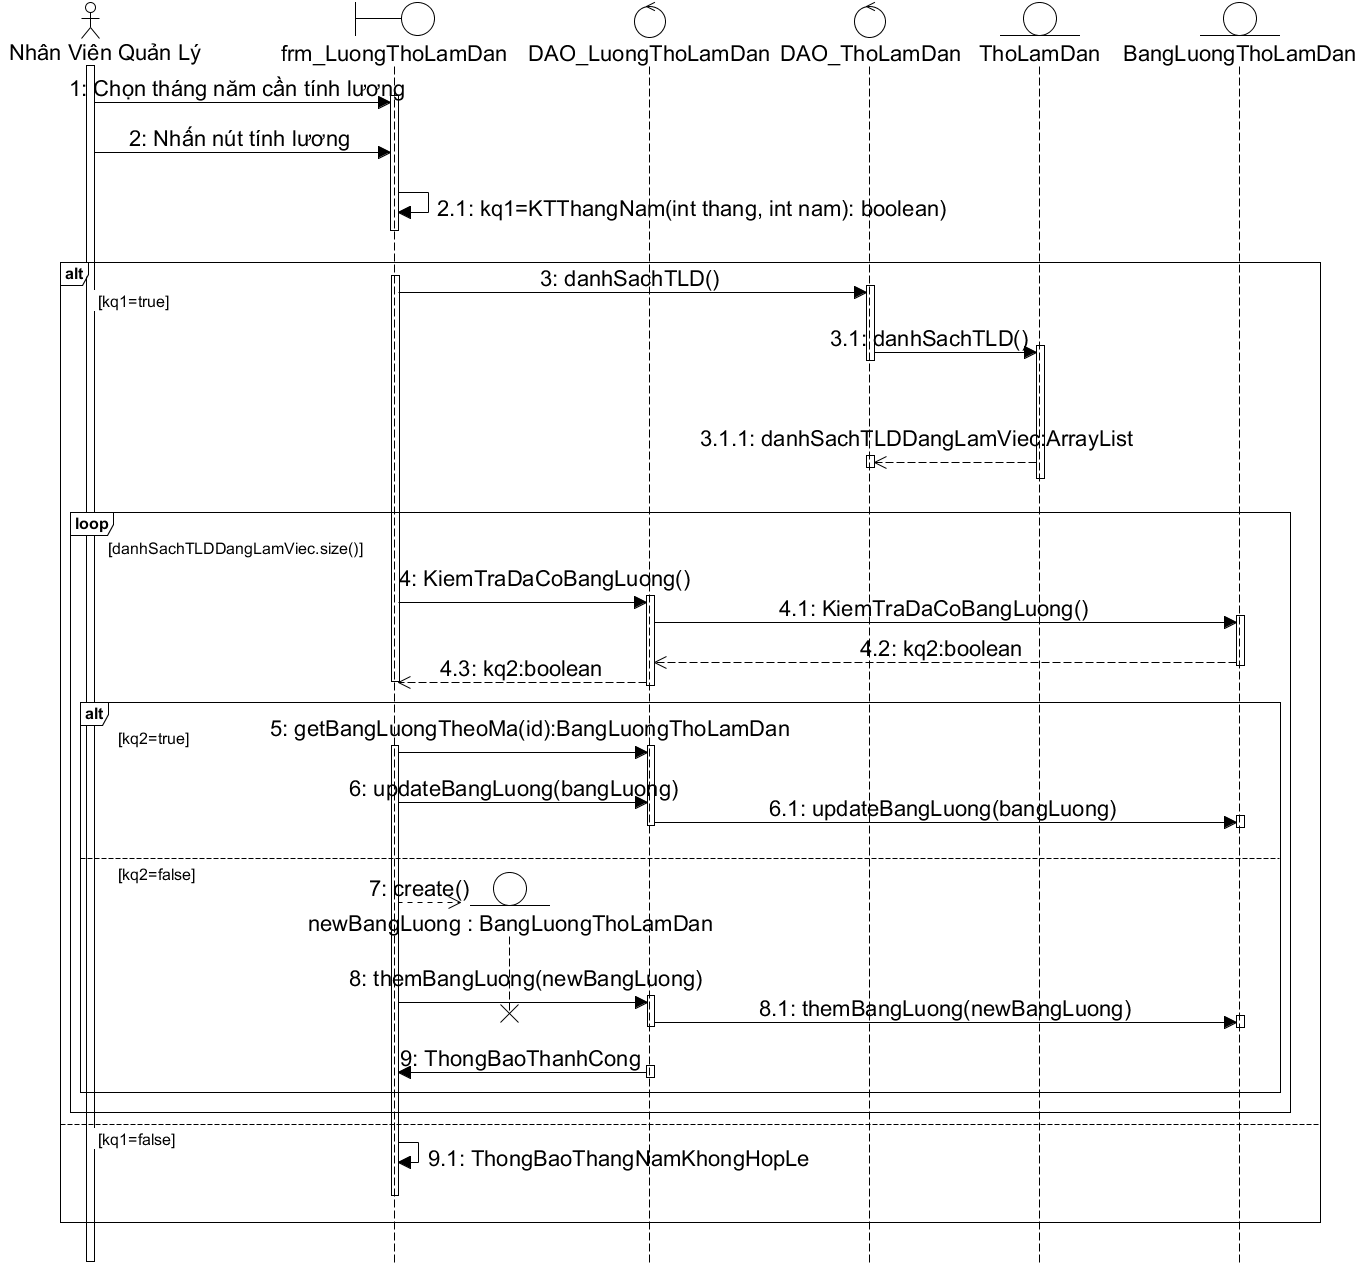 Nhân Viên Quản Lý
frm_LuongThoLamDan
DAO_LuongThoLamDan
DAO_ThoLamDan
ThoLamDan
BangLuongThoLamDan
1: Chọn tháng năm cần tính lương
2: Nhấn nút tính lương
2.1: kq1=KTThangNam(int thang, int nam): boolean)
alt
[kq1=true]
3: danhSachTLD()
3.1: danhSachTLD()
3.1.1: danhSachTLDDangLamViec:ArrayList
loop
[danhSachTLDDangLamViec.size()]
4: KiemTraDaCoBangLuong()
4.1: KiemTraDaCoBangLuong()
4.2: kq2:boolean
4.3: kq2:boolean
alt
[kq2=true]
5: getBangLuongTheoMa(id):BangLuongThoLamDan
6: updateBangLuong(bangLuong)
6.1: updateBangLuong(bangLuong)
[kq2=false]
7: create()
newBangLuong : BangLuongThoLamDan
8: themBangLuong(newBangLuong)
8.1: themBangLuong(newBangLuong)
9: ThongBaoThanhCong
[kq1=false]
9.1: ThongBaoThangNamKhongHopLe